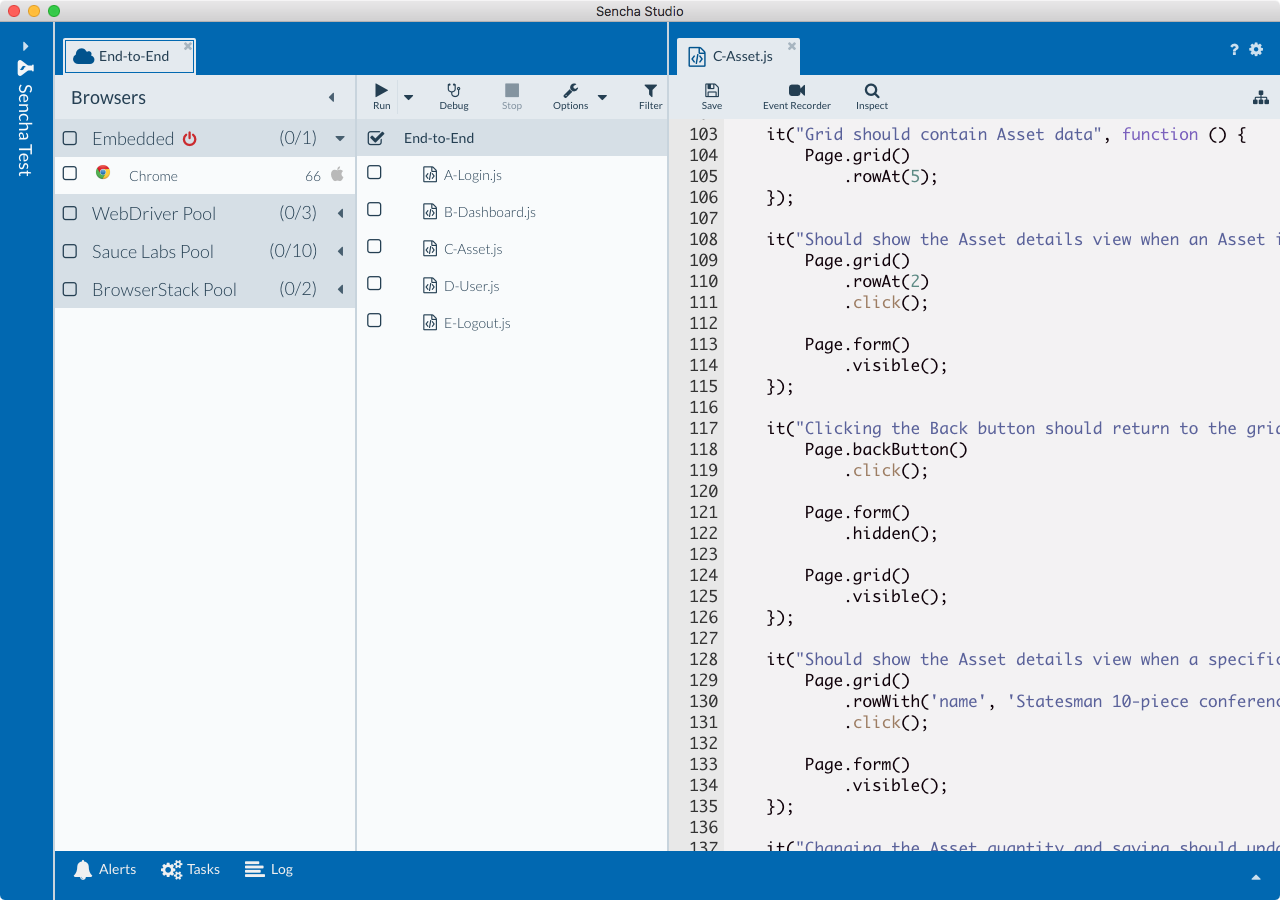 Sencha Studio
Sencha Test
End-to-End
Browsers
Embedded (0/1)
Chrome 66
WebDriver Pool (0/3)
Sauce Labs Pool (0/10)
BrowserStack Pool (0/2)
Run
Debug
Stop
Options
Filter
End-to-End
A-Login.js
B-Dashboard.js
C-Asset.js
D-User.js
E-Logout.js
C-Asset.js
?
Save
Event Recorder
Inspect
103 it("Grid should contain Asset data", function () {
104 Page.grid()
105 .rowAt(5);
106 });
107
108 it("Should show the Asset details view when an Asset i
109 Page.grid()
110 .rowAt(2)
111 .click();
112
113 Page.form()
114 .visible();
115 });
116
117 it("Clicking the Back button should return to the grid
118 Page.backButton()
119 .click();
120
121 Page.form()
122 .hidden();
123
124 Page.grid()
125 .visible();
126 });
127
128 it("Should show the Asset details view when a specific
129 Page.grid()
130 .rowWith('name', 'Statesman 10-piece conferenc
131 .click();
132
133 Page.form()
134 .visible();
135 });
136
137 it("Changing the Asset quantity and saving should upda
Alerts
Tasks
Log